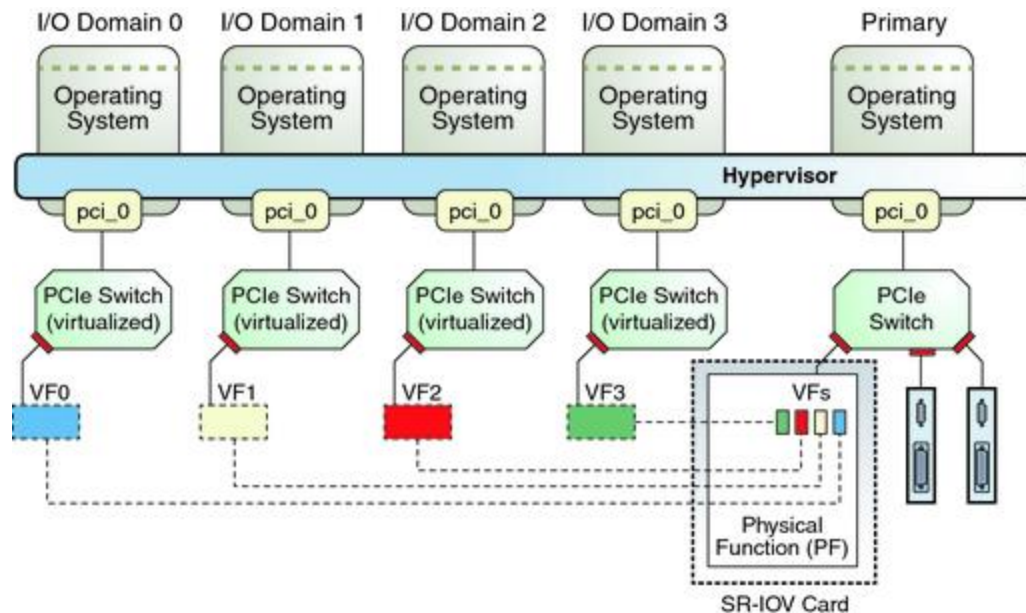 I/O Domain 0
I/O Domain 1
I/O Domain 2
I/O Domain 3
Primary
Operating
System
Operating
System
Operating
System
Operating
System
Operating
System
Hypervisor
pci_0
pci_0
pci_0
pci_0
pci_0
PCIe Switch
(virtualized)
PCIe Switch
(virtualized)
PCIe Switch
(virtualized)
PCIe Switch
(virtualized)
PCIe
Switch
VF0
VF1
VF2
VF3
VFs
Physical
Function (PF)
SR-IOV Card